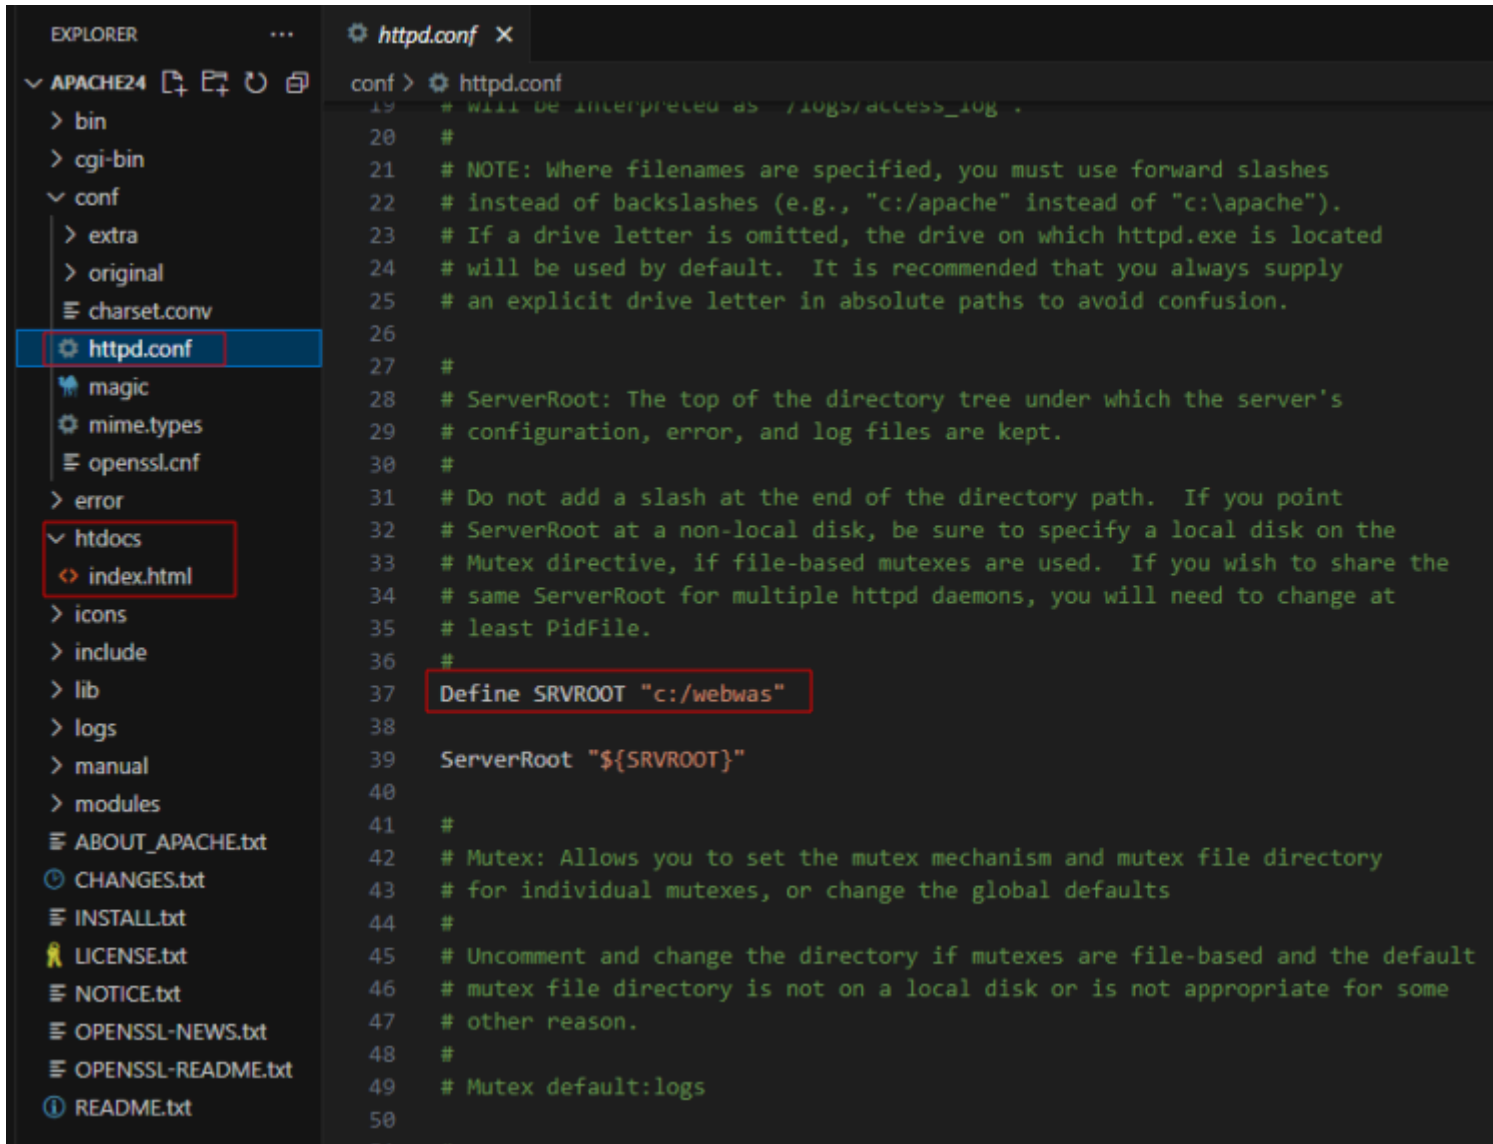 EXPLORER ...
APACHE24
bin
cgi-bin
conf
extra
original
charset.conv
httpd.conf
magic
mime.types
openssl.cnf
error
htdocs
index.html
icons
include
lib
logs
manual
modules
ABOUT_APACHE.txt
CHANGES.txt
INSTALL.txt
LICENSE.txt
NOTICE.txt
OPENSSL-NEWS.txt
OPENSSL-README.txt
README.txt
httpd.conf
conf > httpd.conf
19 # will be interpreted as '/logs/access_log'.
20 #
21 # NOTE: Where filenames are specified, you must use forward slashes
22 # instead of backslashes (e.g., "c:/apache" instead of "c:\apache").
23 # If a drive letter is omitted, the drive on which httpd.exe is located
24 # will be used by default.  It is recommended that you always supply
25 # an explicit drive letter in absolute paths to avoid confusion.
26
27 #
28 # ServerRoot: The top of the directory tree under which the server's
29 # configuration, error, and log files are kept.
30 #
31 # Do not add a slash at the end of the directory path.  If you point
32 # ServerRoot at a non-local disk, be sure to specify a local disk on the
33 # Mutex directive, if file-based mutexes are used.  If you wish to share the
34 # same ServerRoot for multiple httpd daemons, you will need to change at
35 # least PidFile.
36 #
37 Define SRVROOT "c:/webwas"
38
39 ServerRoot "${SRVROOT}"
40
41 #
42 # Mutex: Allows you to set the mutex mechanism and mutex file directory
43 # for individual mutexes, or change the global defaults
44 #
45 # Uncomment and change the directory if mutexes are file-based and the default
46 # mutex file directory is not on a local disk or is not appropriate for some
47 # other reason.
48 #
49 # Mutex default:logs
50